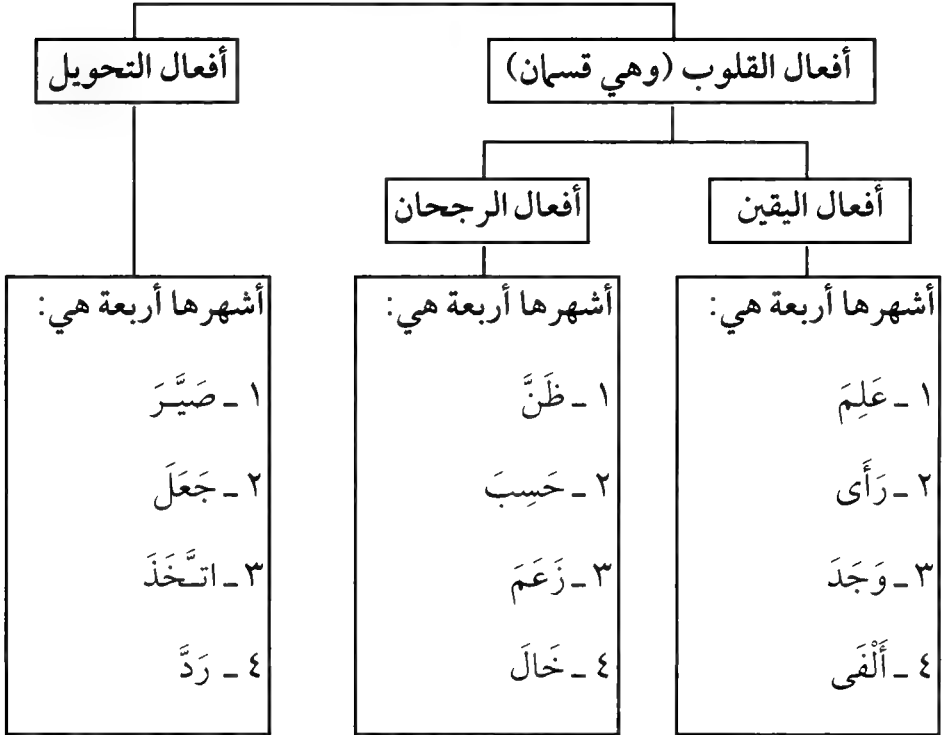 أفعال القلوب (وهي قسمان)
أفعال التحويل
أفعال اليقين
أفعال الرجحان
أشهرها أربعة هي:
١ ـ عَلِمَ
٢ ـ رَأَى
٣ ـ وَجَدَ
٤ ـ أَلْفَى
أشهرها أربعة هي:
١ ـ ظَنَّ
٢ ـ حَسِبَ
٣ ـ زَعَمَ
٤ ـ خَالَ
أشهرها أربعة هي:
١ ـ صَيَّرَ
٢ ـ جَعَلَ
٣ ـ اتَّخَذَ
٤ ـ رَدَّ